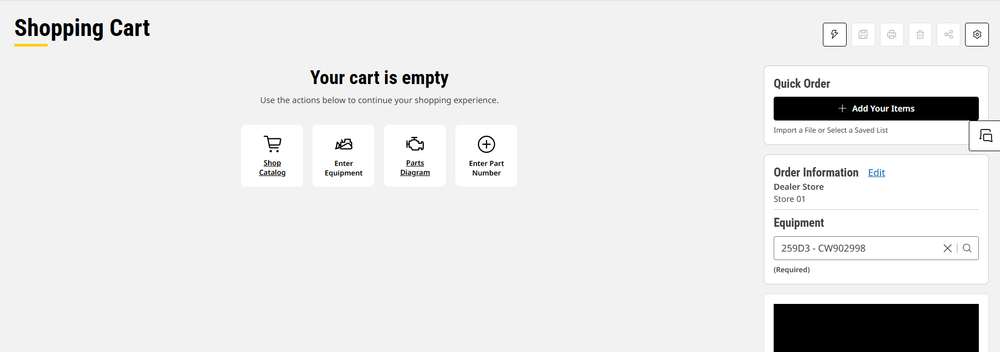 Shopping Cart
Your cart is empty
Use the actions below to continue your shopping experience.
Shop
Catalog
Enter
Equipment
Parts
Diagram
Enter Part
Number
Quick Order
Add Your Items
Import a File or Select a Saved List
Order Information Edit
Dealer Store
Store 01
Equipment
259D3 - CW902998
(Required)